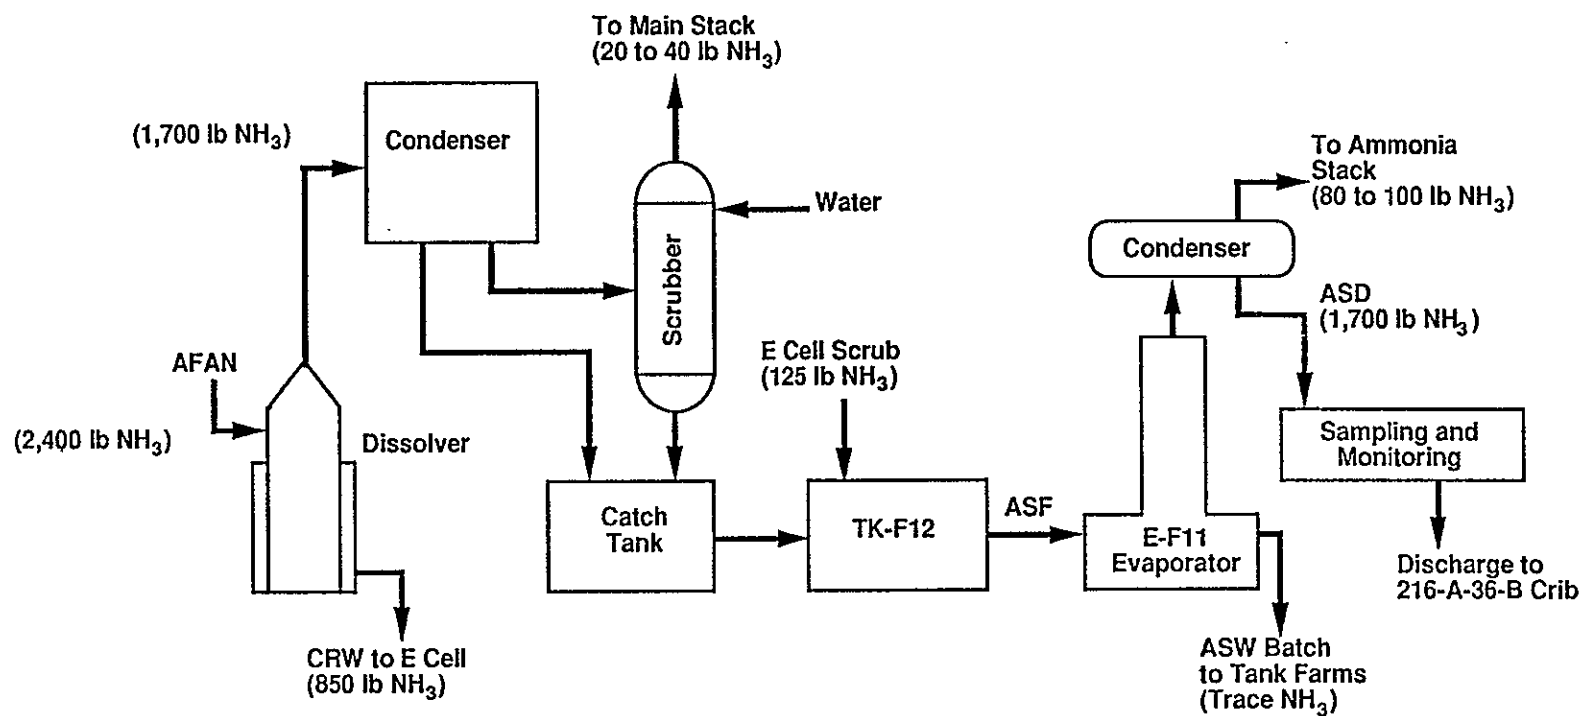 To Main Stack
(20 to 40 lb NH₃)
(1,700 lb NH₃)
Condenser
To Ammonia
Stack
(80 to 100 lb NH₃)
Water
Scrubber
Condenser
ASD
(1,700 lb NH₃)
AFAN
(2,400 lb NH₃)
Dissolver
E Cell Scrub
(125 lb NH₃)
Sampling and
Monitoring
Catch
Tank
TK-F12
ASF
E-F11
Evaporator
Discharge to
216-A-36-B Crib
CRW to E Cell
(850 lb NH₃)
ASW Batch
to Tank Farms
(Trace NH₃)